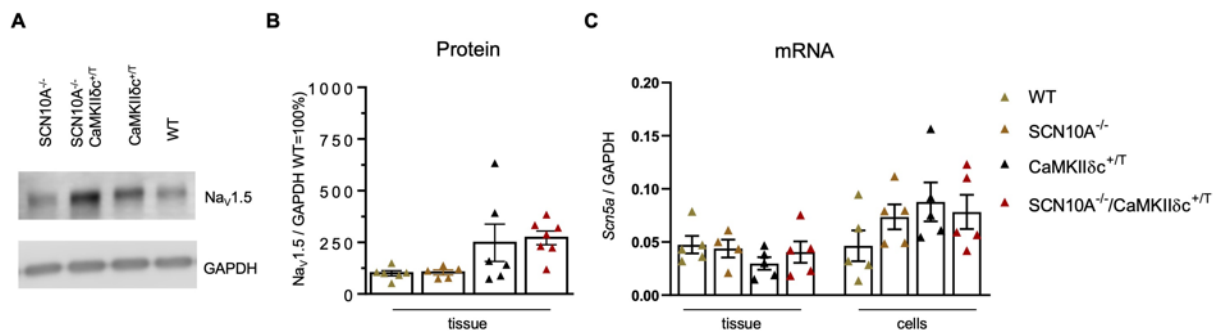 A
SCN10A-/-
SCN10A-/-
CaMKIIδc+/T
CaMKIIδc+/T
WT
NaV1.5
GAPDH
B
Protein
NaV1.5 / GAPDH WT=100%)
1000
750
500
250
0
tissue
C
mRNA
Scn5a / GAPDH
0.20
0.15
0.10
0.05
0.00
tissue
cells
WT
SCN10A-/-
CaMKIIδc+/T
SCN10A-/-/CaMKIIδc+/T